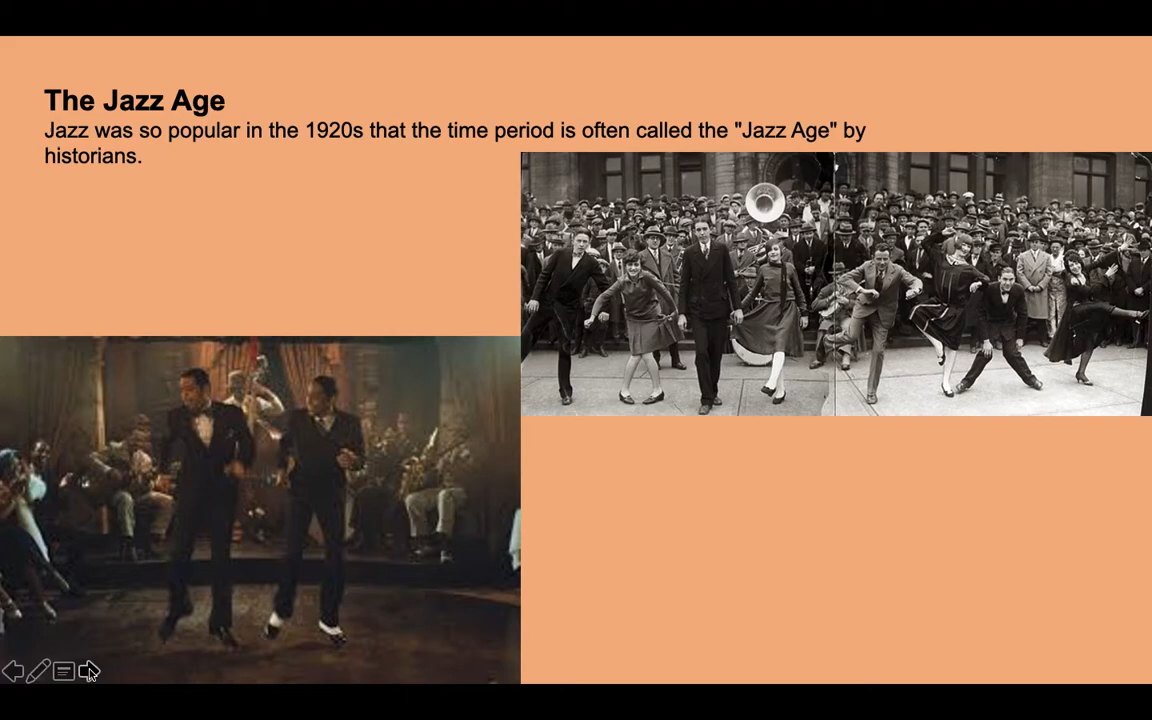 The Jazz Age
Jazz was so popular in the 1920s that the time period is often called the "Jazz Age" by
historians.